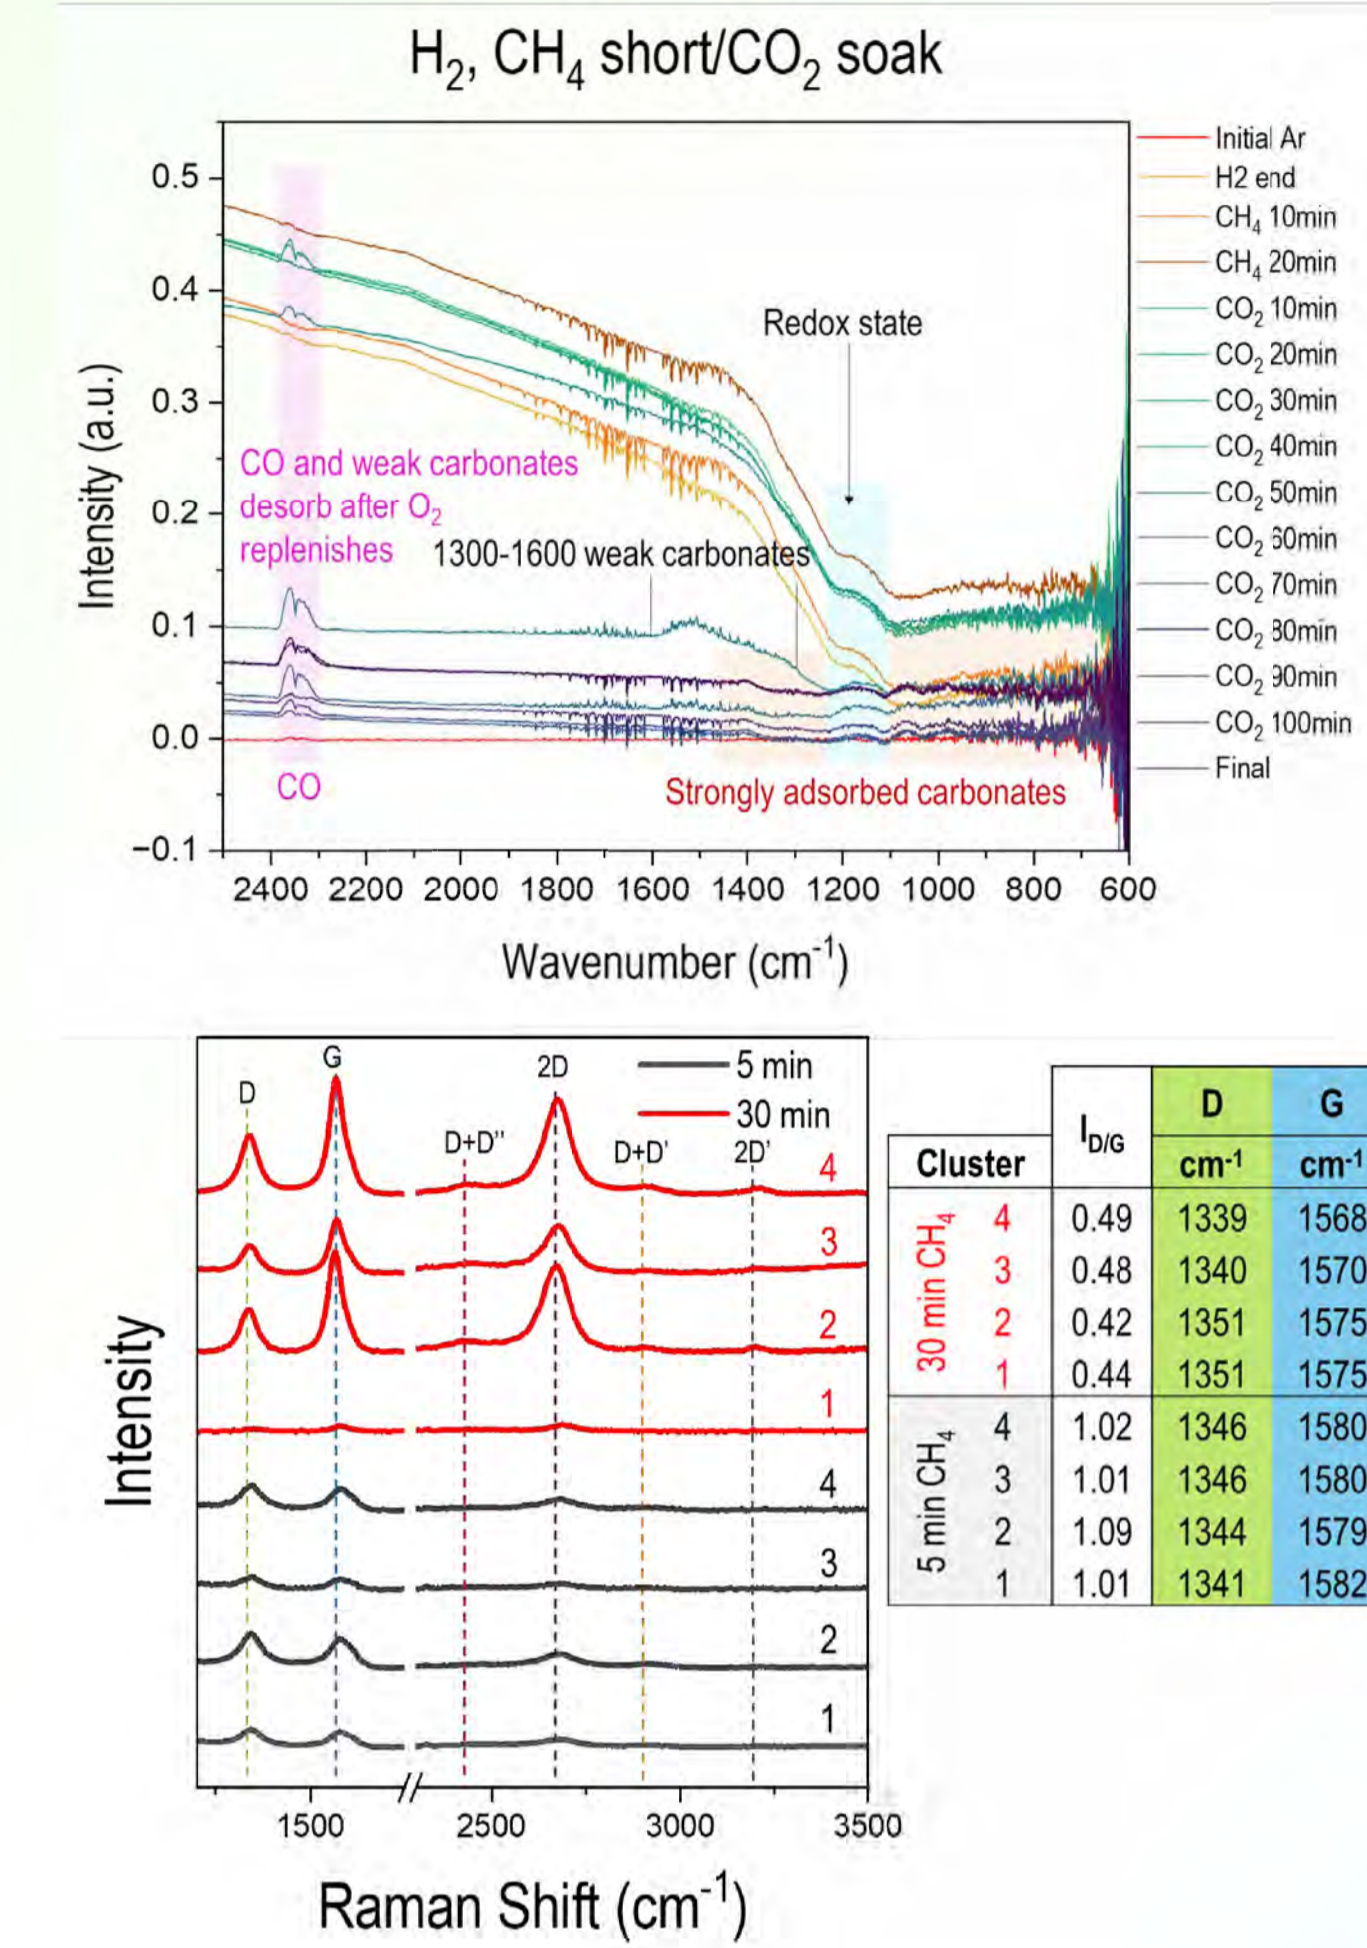 H2, CH4 short/CO2 soak
Intensity (a.u.)
0.5
0.4
0.3
0.2
0.1
0.0
−0.1
2400 2200 2000 1800 1600 1400 1200 1000 800 600
Wavenumber (cm-1)
Redox state
CO and weak carbonates
desorb after O2
replenishes
1300-1600 weak carbonates
CO
Strongly adsorbed carbonates
Initial Ar
H2 end
CH4 10min
CH4 20min
CO2 10min
CO2 20min
CO2 30min
CO2 40min
CO2 50min
CO2 60min
CO2 70min
CO2 80min
CO2 90min
CO2 100min
Final
Intensity
D
G
D+D''
2D
D+D'
2D'
5 min
30 min
4
3
2
1
4
3
2
1
1500 2500 3000 3500
Raman Shift (cm-1)
Cluster ID/G D G
cm-1 cm-1
30 min CH4
4 0.49 1339 1568
3 0.48 1340 1570
2 0.42 1351 1575
1 0.44 1351 1575
5 min CH4
4 1.02 1346 1580
3 1.01 1346 1580
2 1.09 1344 1579
1 1.01 1341 1582